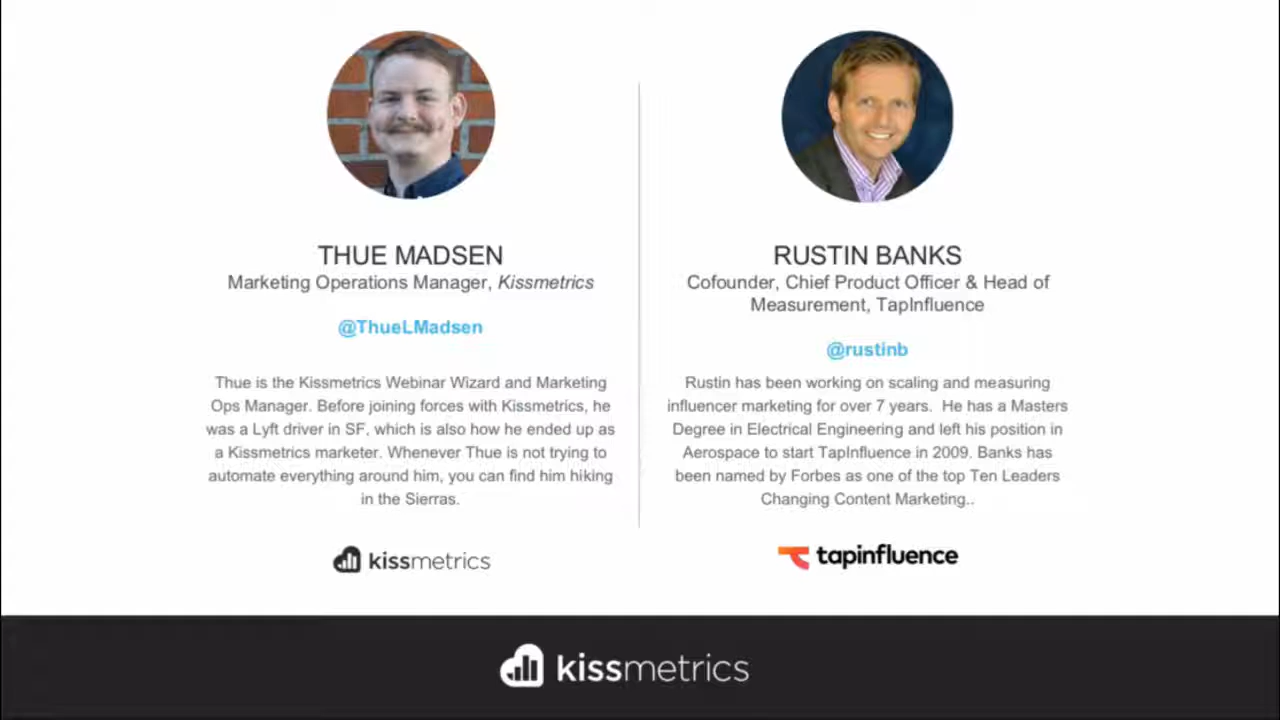 THUE MADSEN
Marketing Operations Manager, Kissmetrics
@ThueLMadsen
Thue is the Kissmetrics Webinar Wizard and Marketing
Ops Manager. Before joining forces with Kissmetrics, he
was a Lyft driver in SF, which is also how he ended up as
a Kissmetrics marketer. Whenever Thue is not trying to
automate everything around him, you can find him hiking
in the Sierras.
kissmetrics
RUSTIN BANKS
Cofounder, Chief Product Officer & Head of
Measurement, TapInfluence
@rustinb
Rustin has been working on scaling and measuring
influencer marketing for over 7 years. He has a Masters
Degree in Electrical Engineering and left his position in
Aerospace to start TapInfluence in 2009. Banks has
been named by Forbes as one of the top Ten Leaders
Changing Content Marketing..
tapinfluence
kissmetrics